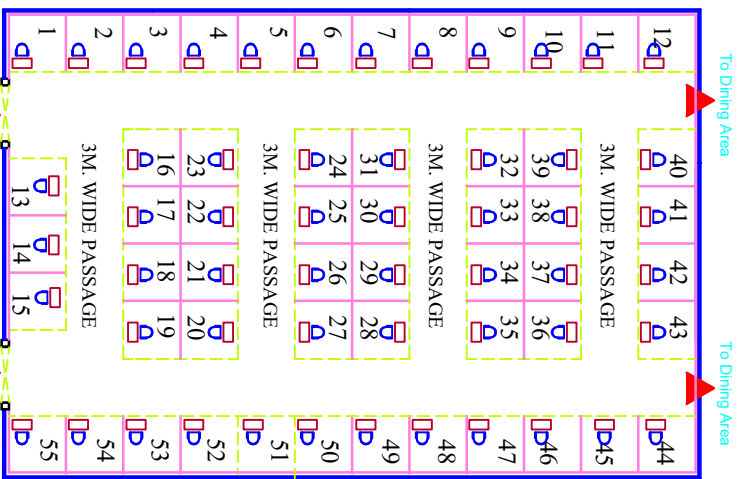 1 2 3 4 5 6 7 8 9 10 11 12
To Dining Area
3M. WIDE PASSAGE
3M. WIDE PASSAGE
3M. WIDE PASSAGE
3M. WIDE PASSAGE
16 23 24 31 32 39 40
13 17 22 25 30 33 38 41
14 18 21 26 29 34 37 42
15 19 20 27 28 35 36 43
To Dining Area
55 54 53 52 51 50 49 48 47 46 45 44